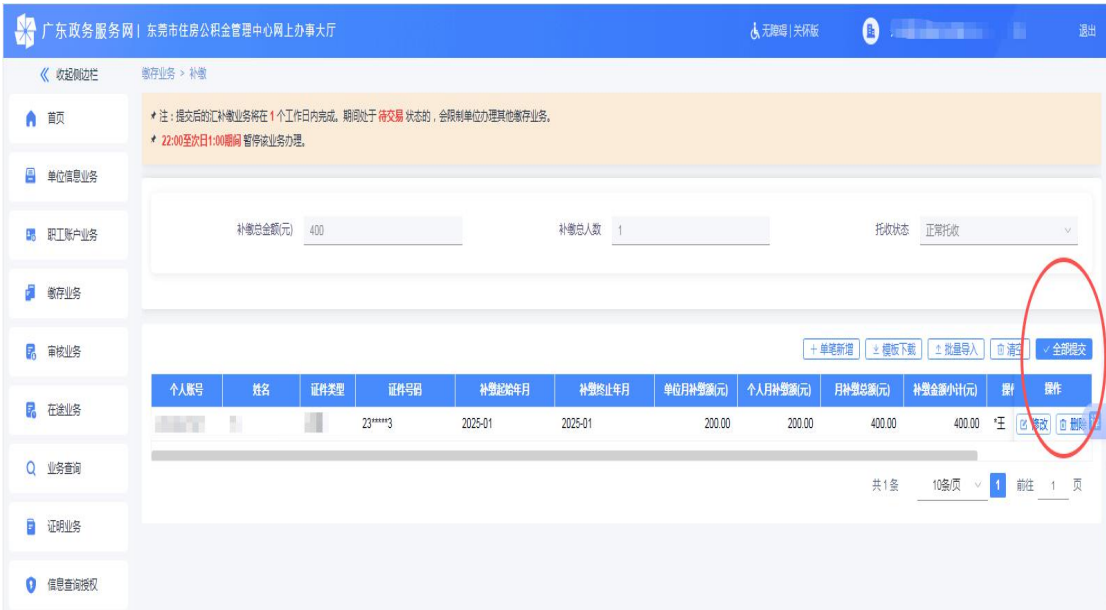 广东政务服务网 | 东莞市住房公积金管理中心网上办事大厅 无障碍 | 关怀版 退出
收起侧边栏 缴存业务 > 补缴
首页
注：提交后的汇补缴业务将在 1 个工作日内完成。期间处于 待交易 状态的，会限制单位办理其他缴存业务。
22:00至次日1:00期间 暂停该业务办理。
单位信息业务
职工账户业务
补缴总金额(元) 400 补缴总人数 1 托收状态 正常托收
缴存业务
审核业务
单笔新增 模板下载 批量导入 清空 全部提交
个人账号 姓名 证件类型 证件号码 补缴起始年月 补缴终止年月 单位月补缴额(元) 个人月补缴额(元) 月补缴总额(元) 补缴金额小计(元) 操作
在途业务
23*****3 2025-01 2025-01 200.00 200.00 400.00 400.00 *王 修改 删除
业务查询
共 1 条 10条/页 1 前往 1 页
证明业务
信息查询授权